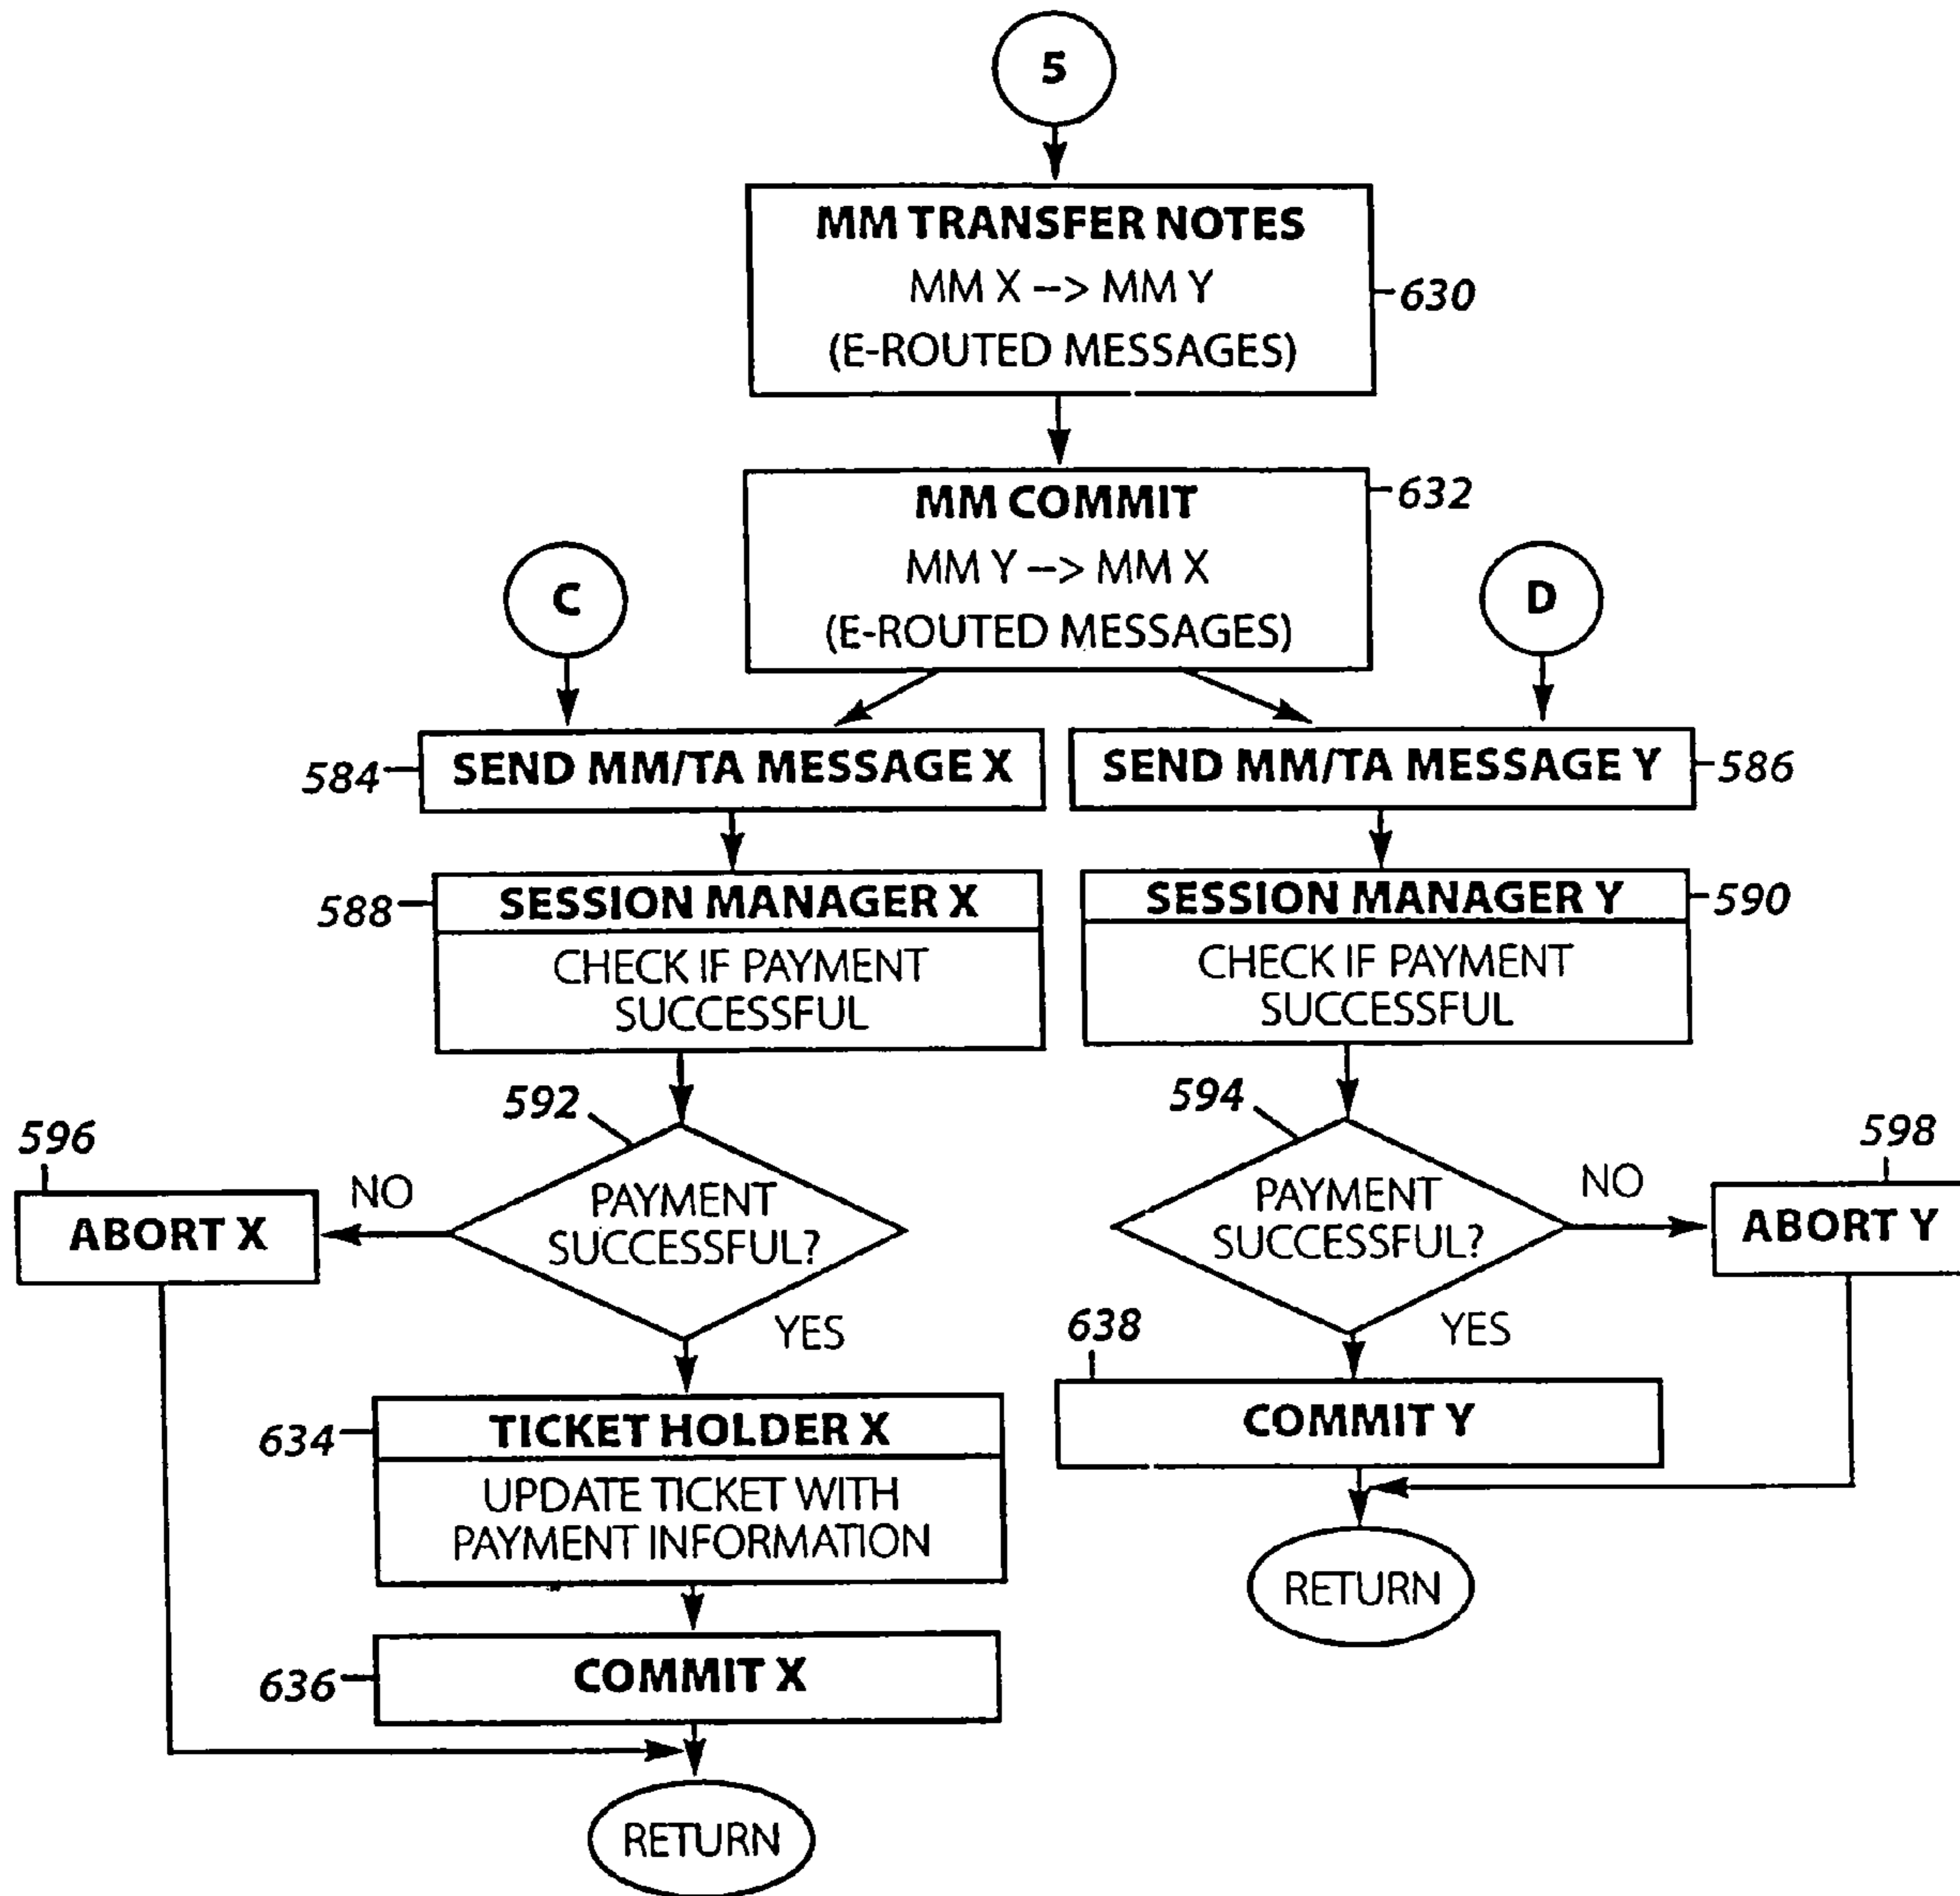 5
MM TRANSFER NOTES
MM X --> MM Y
(E-ROUTED MESSAGES)
630
MM COMMIT
MM Y --> MM X
(E-ROUTED MESSAGES)
632
C
D
584
SEND MM/TA MESSAGE X
SEND MM/TA MESSAGE Y
586
588
SESSION MANAGER X
CHECK IF PAYMENT
SUCCESSFUL
SESSION MANAGER Y
CHECK IF PAYMENT
SUCCESSFUL
590
592
594
596
598
ABORT X
NO
PAYMENT
SUCCESSFUL?
YES
PAYMENT
SUCCESSFUL?
NO
ABORT Y
YES
638
634
TICKET HOLDER X
UPDATE TICKET WITH
PAYMENT INFORMATION
COMMIT Y
RETURN
636
COMMIT X
RETURN